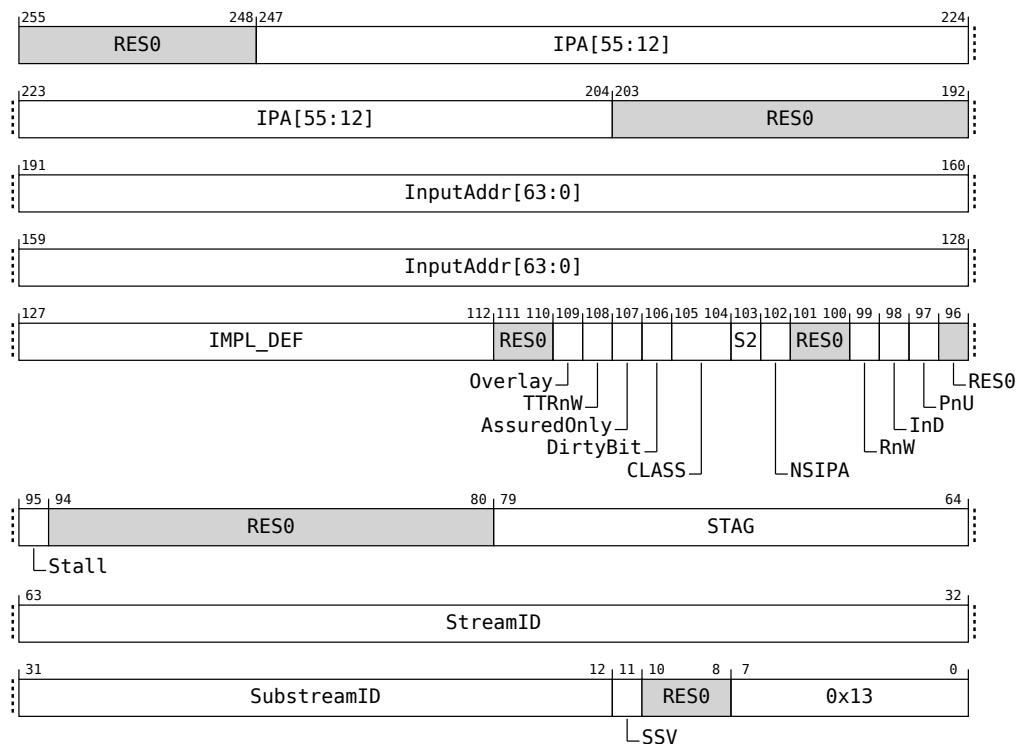 255 248 247 224
RES0 IPA[55:12]
223 204 203 192
IPA[55:12] RES0
191 160
InputAddr[63:0]
159 128
InputAddr[63:0]
127 112 111 110 109 108 107 106 105 104 103 102 101 100 99 98 97 96
IMPL_DEF RES0 S2 RES0
Overlay RES0
TTRnW PnU
AssuredOnly InD
DirtyBit RnW
CLASS NSIPA
95 94 80 79 64
RES0 STAG
Stall
63 32
StreamID
31 12 11 10 8 7 0
SubstreamID RES0 0x13
SSV